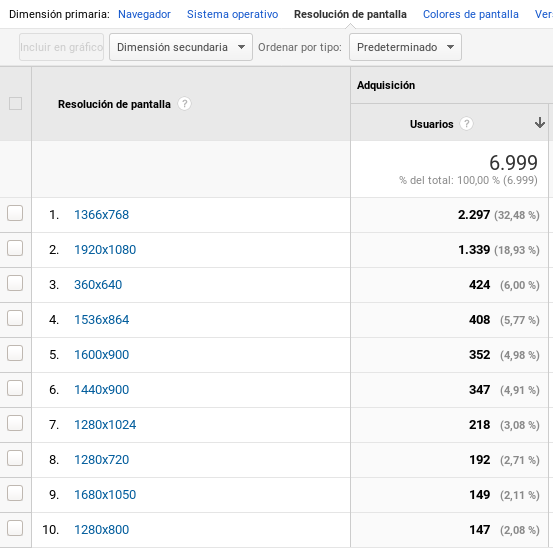 Dimensión primaria: Navegador Sistema operativo Resolución de pantalla Colores de pantalla
Incluir en gráfico Dimensión secundaria Ordenar por tipo: Predeterminado
Adquisición
Resolución de pantalla ?
Usuarios ?
6.999
% del total: 100,00 % (6.999)
1. 1366x768 2.297 (32,48 %)
2. 1920x1080 1.339 (18,93 %)
3. 360x640 424 (6,00 %)
4. 1536x864 408 (5,77 %)
5. 1600x900 352 (4,98 %)
6. 1440x900 347 (4,91 %)
7. 1280x1024 218 (3,08 %)
8. 1280x720 192 (2,71 %)
9. 1680x1050 149 (2,11 %)
10. 1280x800 147 (2,08 %)